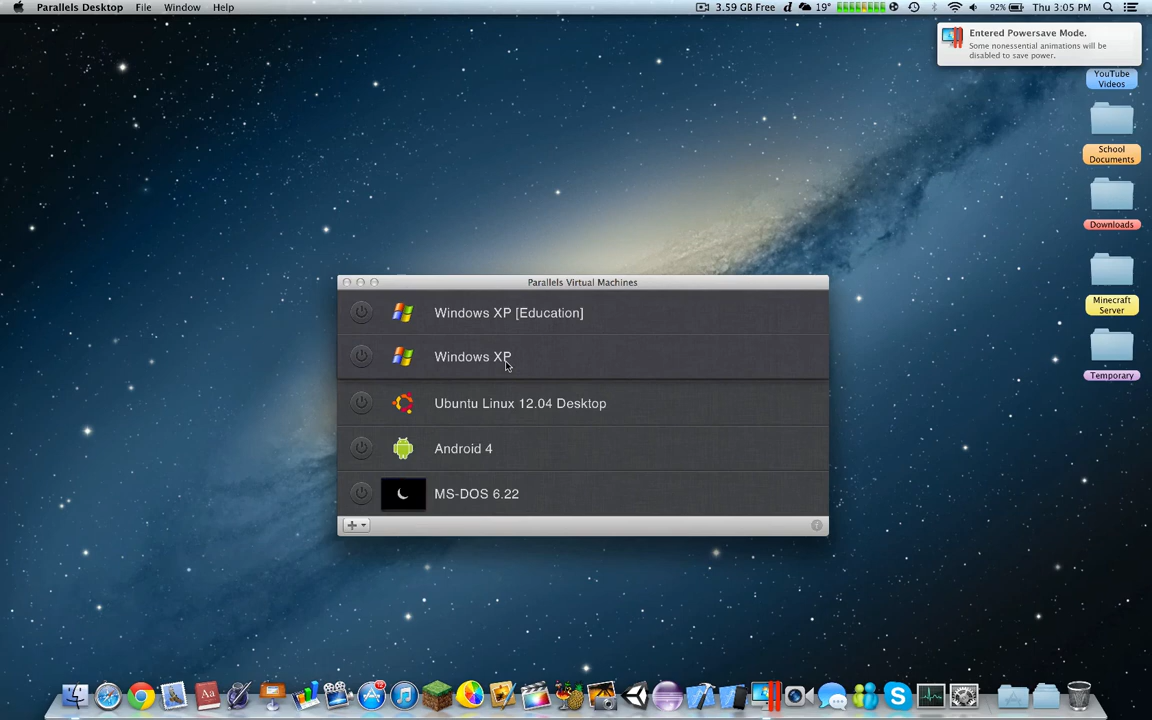 Parallels Desktop File Window Help 3.59 GB Free d 19° 92% Thu 3:05 PM
Entered Powersave Mode.
Some nonessential animations will be
disabled to save power.
YouTube
Videos
School
Documents
Downloads
Minecraft
Server
Temporary
Parallels Virtual Machines
Windows XP [Education]
Windows XP
Ubuntu Linux 12.04 Desktop
Android 4
MS-DOS 6.22
Aa